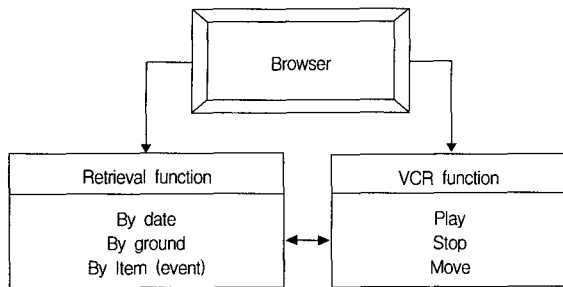 Browser
Retrieval function
By date
By ground
By Item (event)
VCR function
Play
Stop
Move